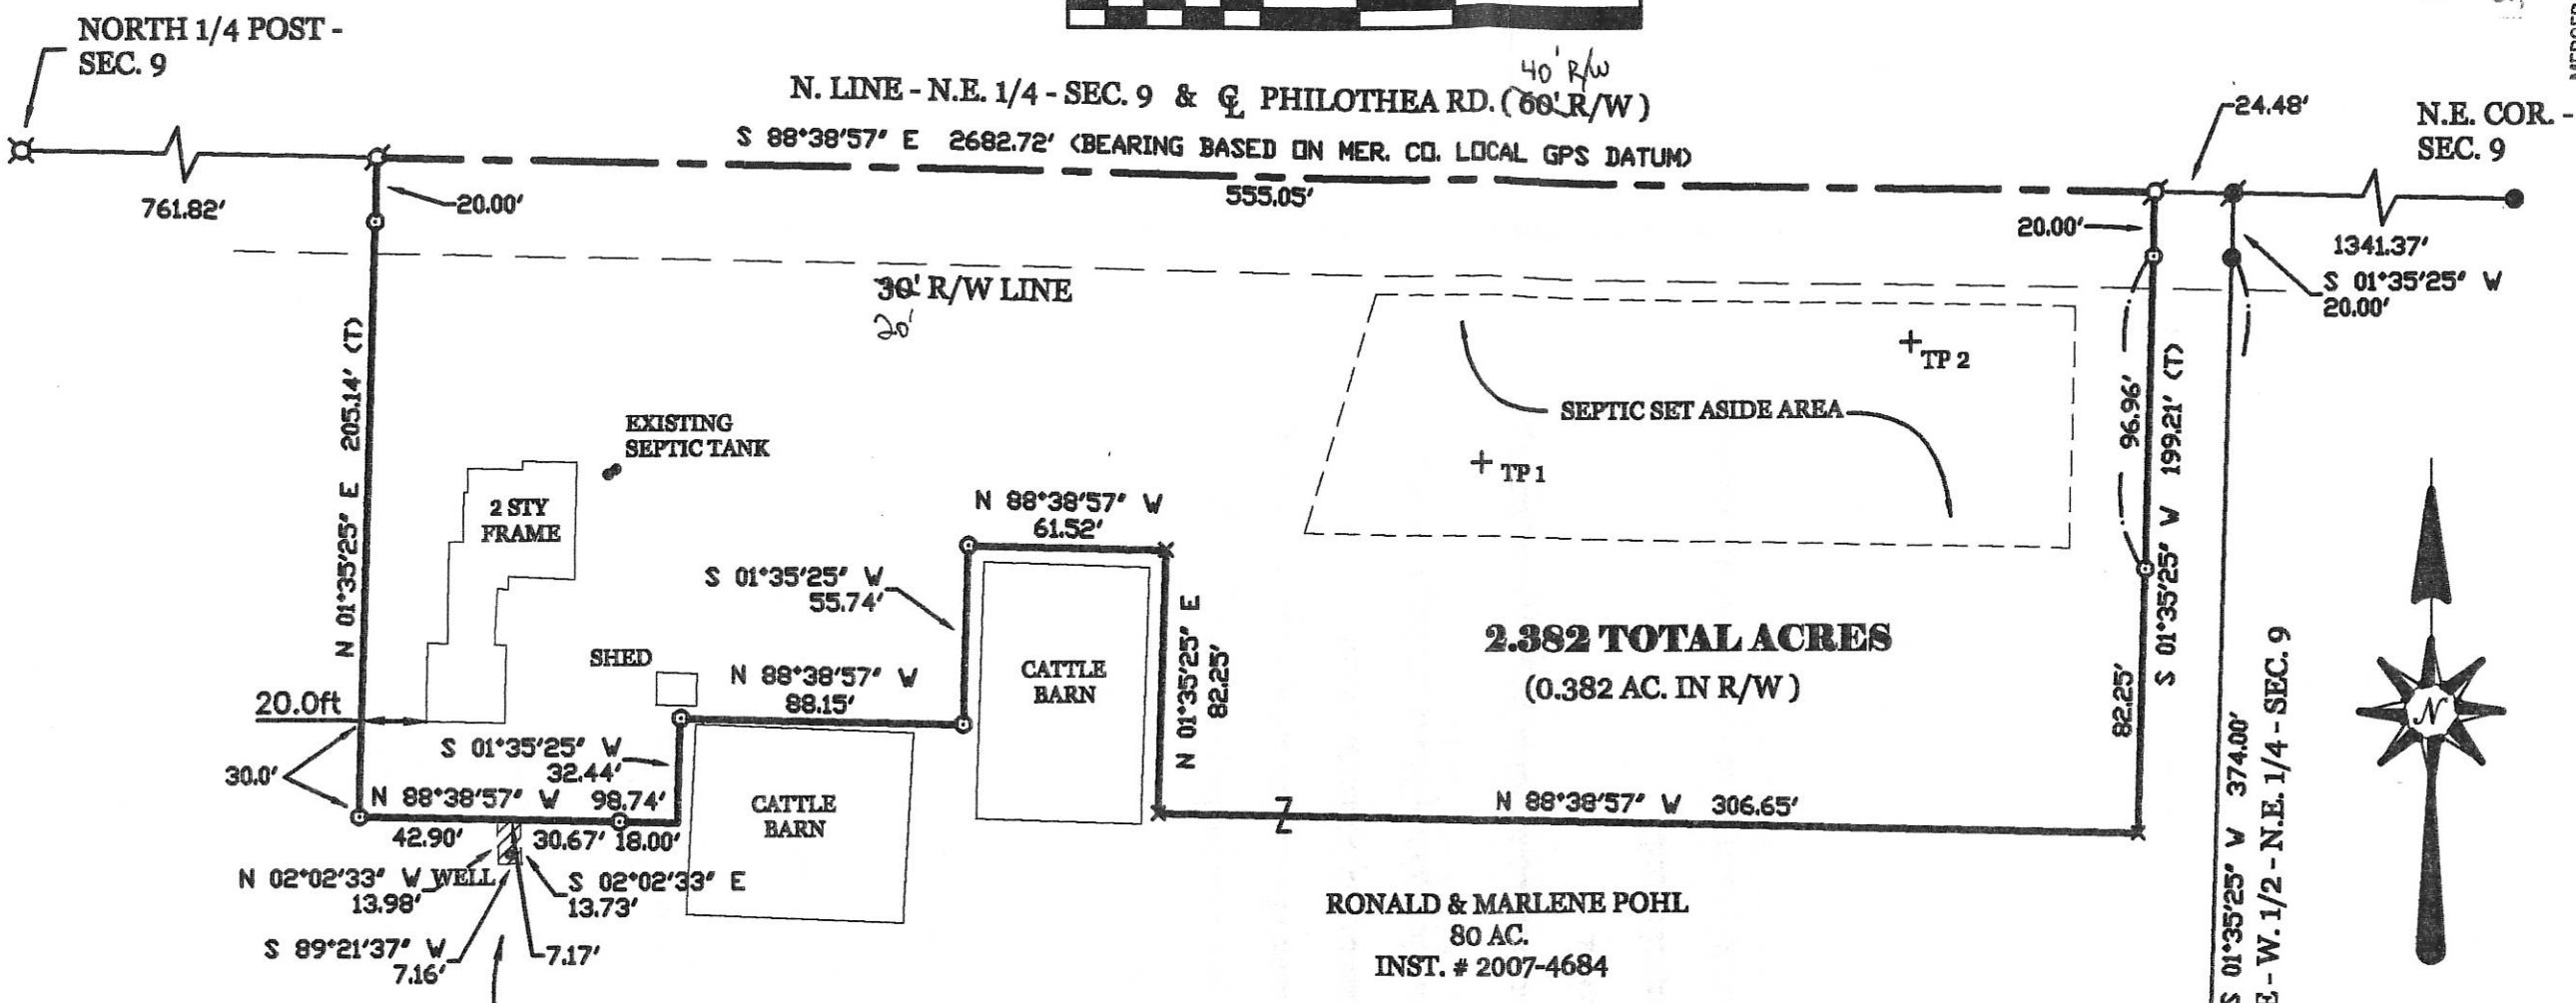 NORTH 1/4 POST -
SEC. 9
40' R/W
N. LINE - N.E. 1/4 - SEC. 9 & ℄ PHILOTHEA RD. (60' R/W)
S 88°38'57" E 2682.72' (BEARING BASED ON MER. CO. LOCAL GPS DATUM)
24.48'
N.E. COR. -
SEC. 9
761.82'
20.00'
555.05'
20.00'
1341.37'
S 01°35'25" W
20.00'
30' R/W LINE
20'
N 01°35'25" E 205.14' (T)
EXISTING
SEPTIC TANK
2 STY
FRAME
SEPTIC SET ASIDE AREA
TP 2
TP 1
96.96'
S 01°35'25" W 199.21' (T)
N 88°38'57" W
61.52'
S 01°35'25" W
55.74'
CATTLE
BARN
N 01°35'25" E
82.25'
2.382 TOTAL ACRES
(0.382 AC. IN R/W)
82.25'
SHED
N 88°38'57" W
88.15'
20.0ft
30.0'
S 01°35'25" W
32.44'
N 88°38'57" W 98.74'
42.90'
30.67'
18.00'
CATTLE
BARN
N 88°38'57" W 306.65'
N 02°02'33" W
13.98'
WELL
S 02°02'33" E
13.73'
S 89°21'37" W
7.16'
7.17'
RONALD & MARLENE POHL
80 AC.
INST. # 2007-4684
S 01°35'25" W 374.00'
E - W. 1/2 - N.E. 1/4 - SEC. 9
N